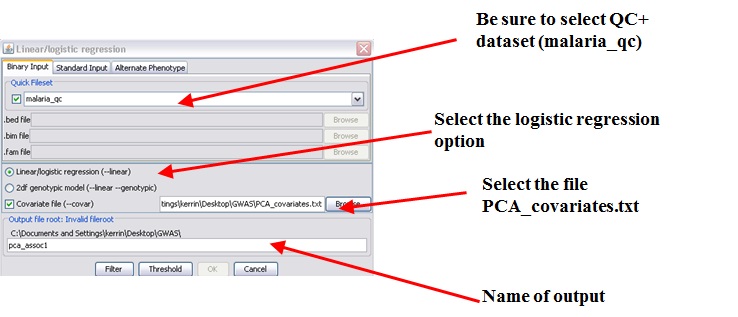 Be sure to select QC+
dataset (malaria_qc)
Linear/logistic regression
Binary Input
Standard Input
Alternate Phenotype
Quick Fileset
malaria_qc
.bed file
Browse
.bim file
Browse
.fam file
Browse
Select the logistic regression
option
Linear/logistic regression (--linear)
2df genotypic model (--linear --genotypic)
Covariate file (--covar)
tings\kerrin\Desktop\GWAS\PCA_covariates.txt
Browse
Select the file
PCA_covariates.txt
Output file root: Invalid fileroot
C:\Documents and Settings\kerrin\Desktop\GWAS\
pca_assoc1
Filter
Threshold
OK
Cancel
Name of output